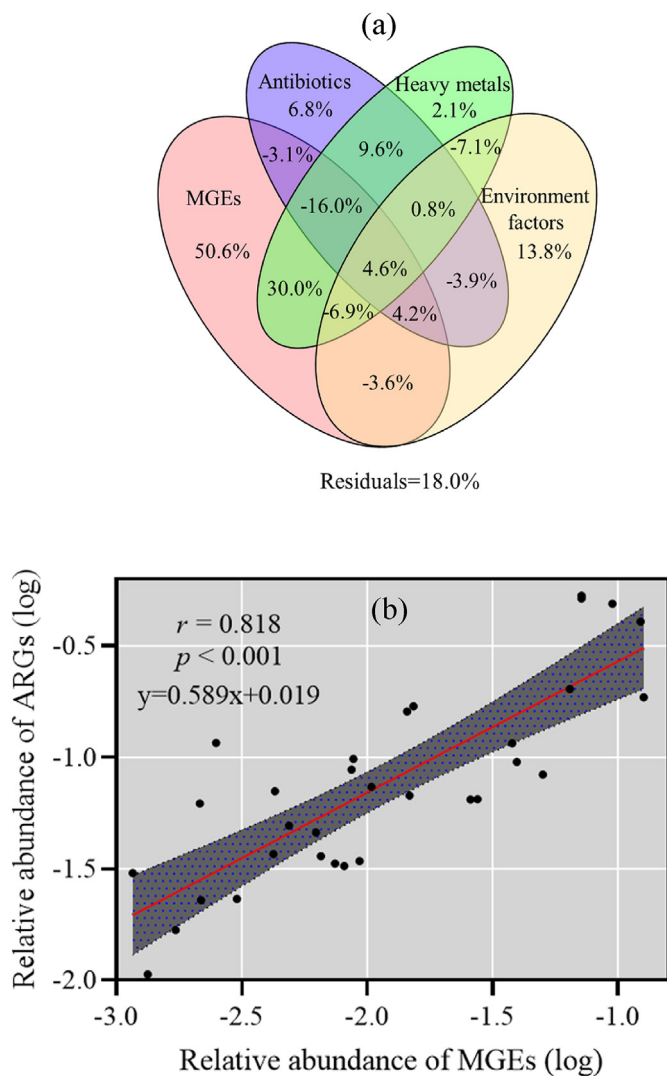 (a)
Antibiotics
6.8%
Heavy metals
2.1%
-3.1%
9.6%
-7.1%
MGEs
50.6%
-16.0%
0.8%
Environment
factors
13.8%
30.0%
4.6%
-3.9%
-6.9%
4.2%
-3.6%
Residuals=18.0%
(b)
r = 0.818
p < 0.001
y=0.589x+0.019
Relative abundance of ARGs (log)
-0.5
-1.0
-1.5
-2.0
-3.0 -2.5 -2.0 -1.5 -1.0
Relative abundance of MGEs (log)